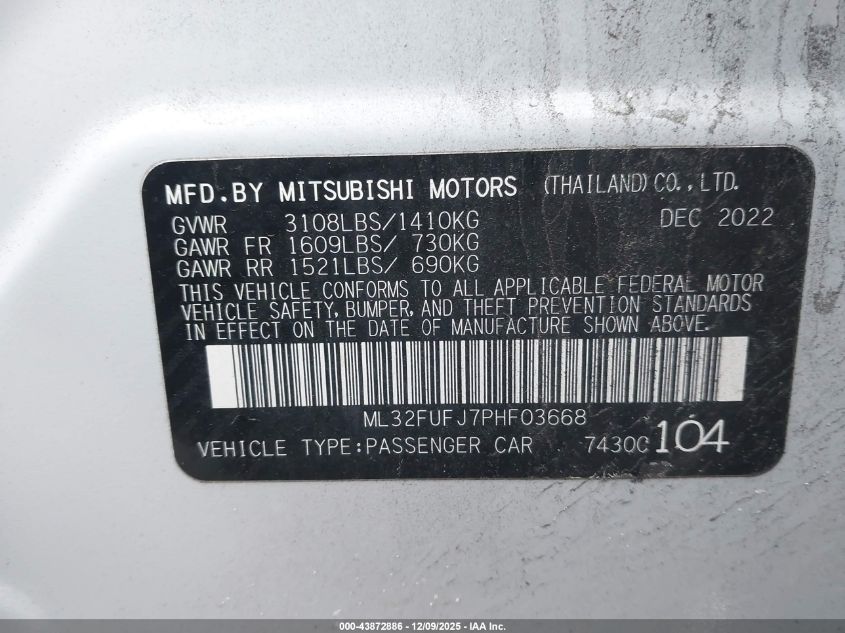 MFD. BY MITSUBISHI MOTORS (THAILAND) CO., LTD.
GVWR 3108LBS/1410KG DEC 2022
GAWR FR 1609LBS/ 730KG
GAWR RR 1521LBS/ 690KG
THIS VEHICLE CONFORMS TO ALL APPLICABLE FEDERAL MOTOR
VEHICLE SAFETY, BUMPER, AND THEFT PREVENTION STANDARDS
IN EFFECT ON THE DATE OF MANUFACTURE SHOWN ABOVE.
ML32FUFJ7PHF03668
VEHICLE TYPE:PASSENGER CAR 7430C 104
000-43872886 | 12/09/2025 - IAA Inc.